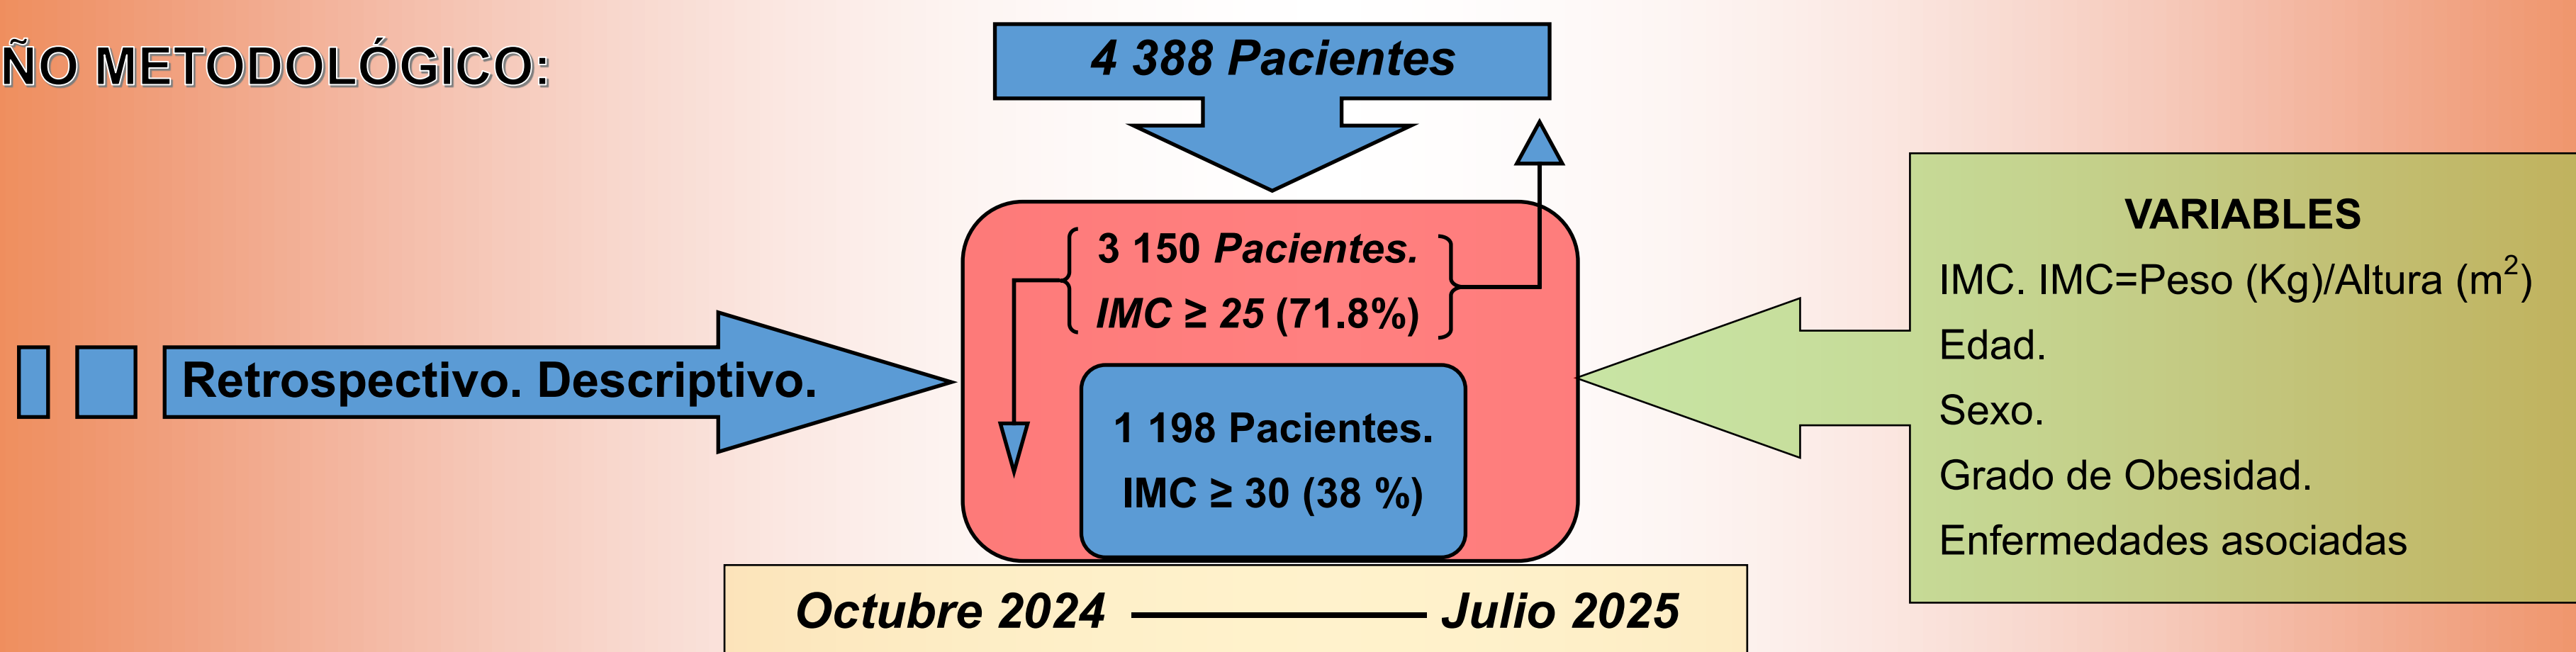 ÑO METODOLÓGICO:
4 388 Pacientes
3 150 Pacientes.
IMC ≥ 25 (71.8%)
Retrospectivo. Descriptivo.
1 198 Pacientes.
IMC ≥ 30 (38 %)
VARIABLES
IMC. IMC=Peso (Kg)/Altura (m²)
Edad.
Sexo.
Grado de Obesidad.
Enfermedades asociadas
Octubre 2024 ——— Julio 2025